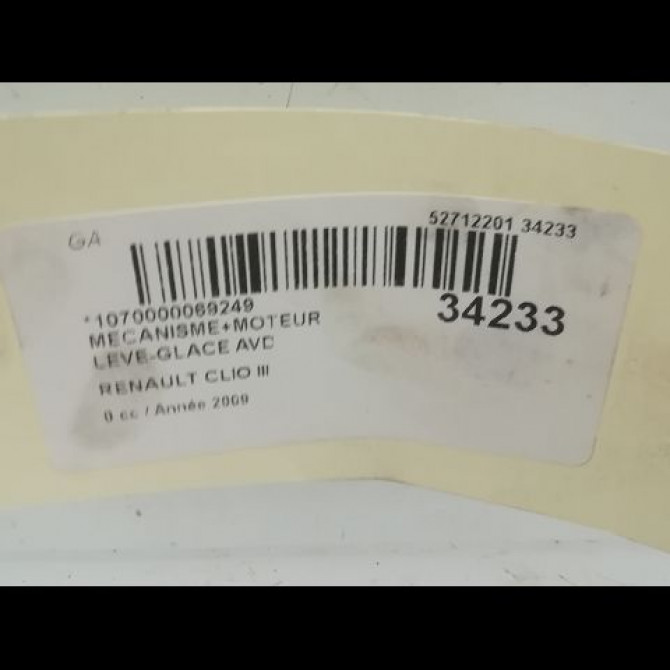 GA
52712201 34233
*1070000069249
34233
MECANISME+MOTEUR
LEVE-GLACE AVD
RENAULT CLIO III
0 cc / Année 2009